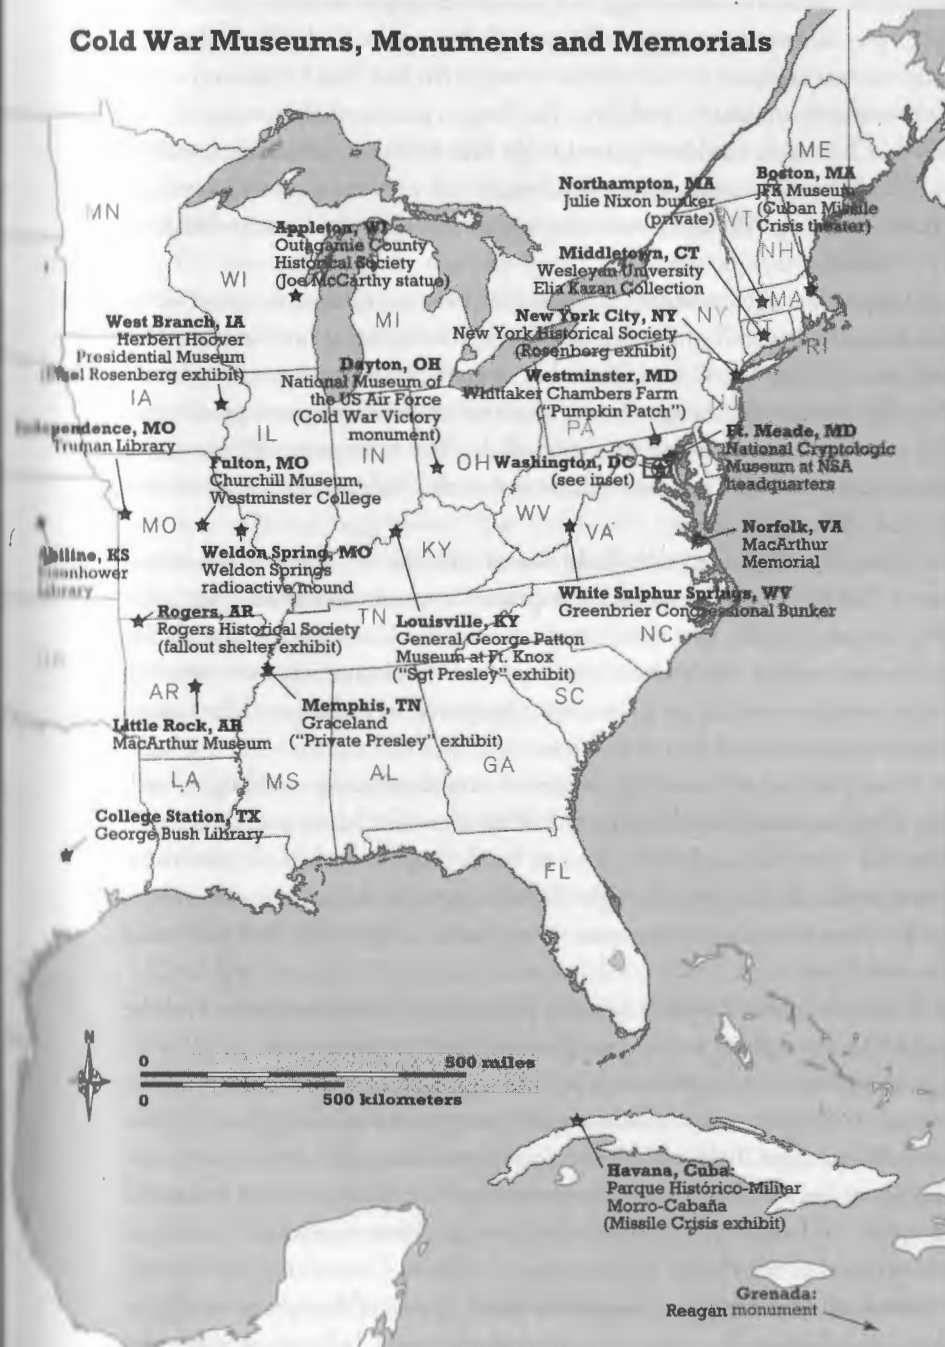 Cold War Museums, Monuments and Memorials
MN
ME
Northampton, MA
Julie Nixon bunker
(private)
Boston, MA
JFK Museum
(Cuban Missile
Crisis theater)
VT
NH
Appleton, WI
Outagamie County
Historical Society
(Joe McCarthy statue)
WI
MI
Middletown, CT
Wesleyan University
Elia Kazan Collection
MA
NY
RI
West Branch, IA
Herbert Hoover
Presidential Museum
Rosenberg exhibit)
New York City, NY
New York Historical Society
(Rosenberg exhibit)
Dayton, OH
National Museum of
the US Air Force
(Cold War Victory
monument)
Westminster, MD
Whittaker Chambers Farm
("Pumpkin Patch")
IA
IL
IN
OH
PA
NJ
Independence, MO
Truman Library
Ft. Meade, MD
National Cryptologic
Museum at NSA
headquarters
Washington, DC
(see inset)
Fulton, MO
Churchill Museum,
Westminster College
MO
WV
VA
KY
Norfolk, VA
MacArthur
Memorial
Abiline, KS
Eisenhower
Library
Weldon Spring, MO
Weldon Springs
radioactive mound
White Sulphur Springs, WV
Greenbrier Congressional Bunker
Rogers, AR
Rogers Historical Society
(fallout shelter exhibit)
TN
Louisville, KY
General George Patton
Museum at Ft. Knox
("Sgt Presley" exhibit)
NC
SC
AR
Little Rock, AR
MacArthur Museum
Memphis, TN
Graceland
("Private Presley" exhibit)
LA
MS
AL
GA
College Station, TX
George Bush Library
FL
N
0
500 miles
0
500 kilometers
Havana, Cuba:
Parque Histórico-Militar
Morro-Cabaña
(Missile Crisis exhibit)
Grenada:
Reagan monument